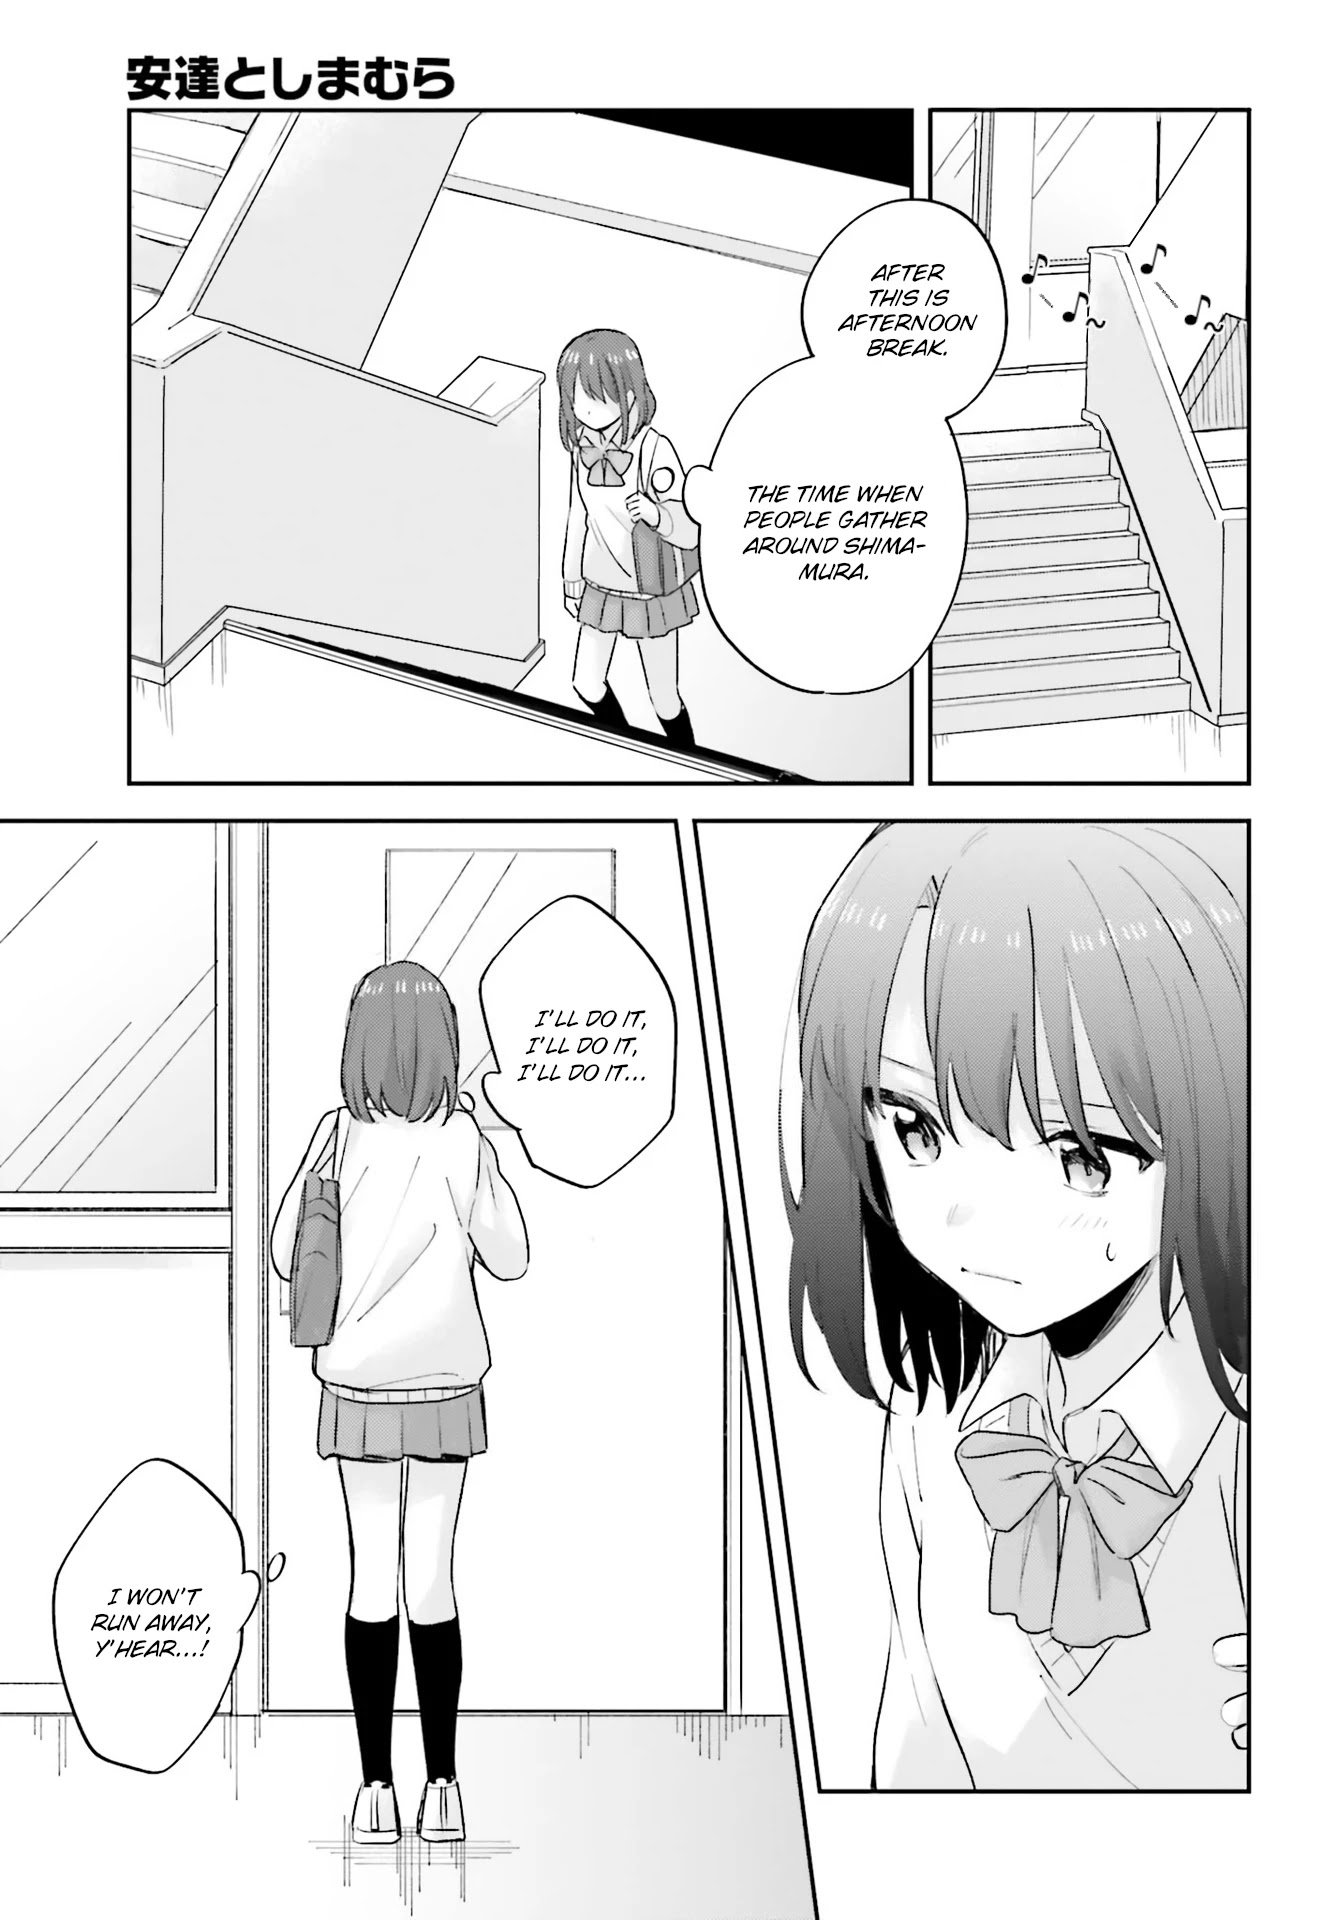 安達としまむら
AFTER
THIS IS
AFTERNOON
BREAK.
THE TIME WHEN
PEOPLE GATHER
AROUND SHIMA-
MURA.
I'LL DO IT,
I'LL DO IT,
I'LL DO IT...
I WON'T
RUN AWAY,
Y'HEAR...!